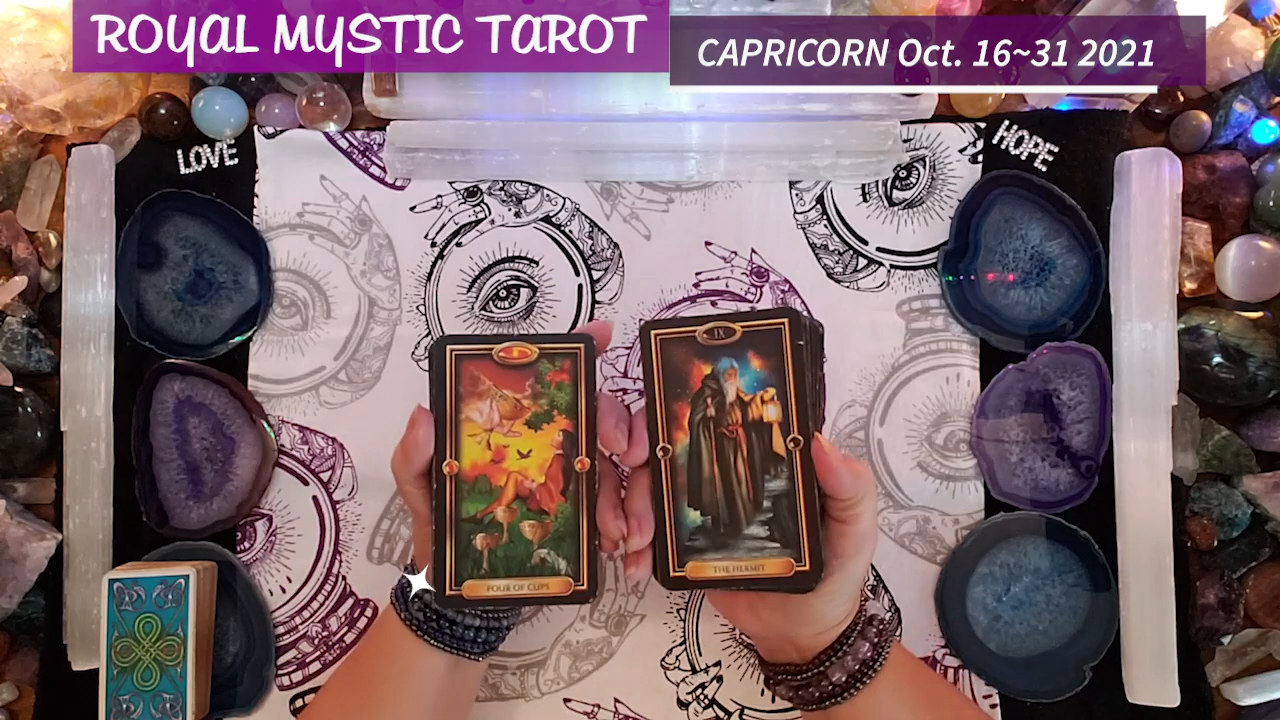 ROYAL MYSTIC TAROT
CAPRICORN Oct. 16~31 2021
LOVE
HOPE
IX
FOUR OF CUPS
THE HERMIT